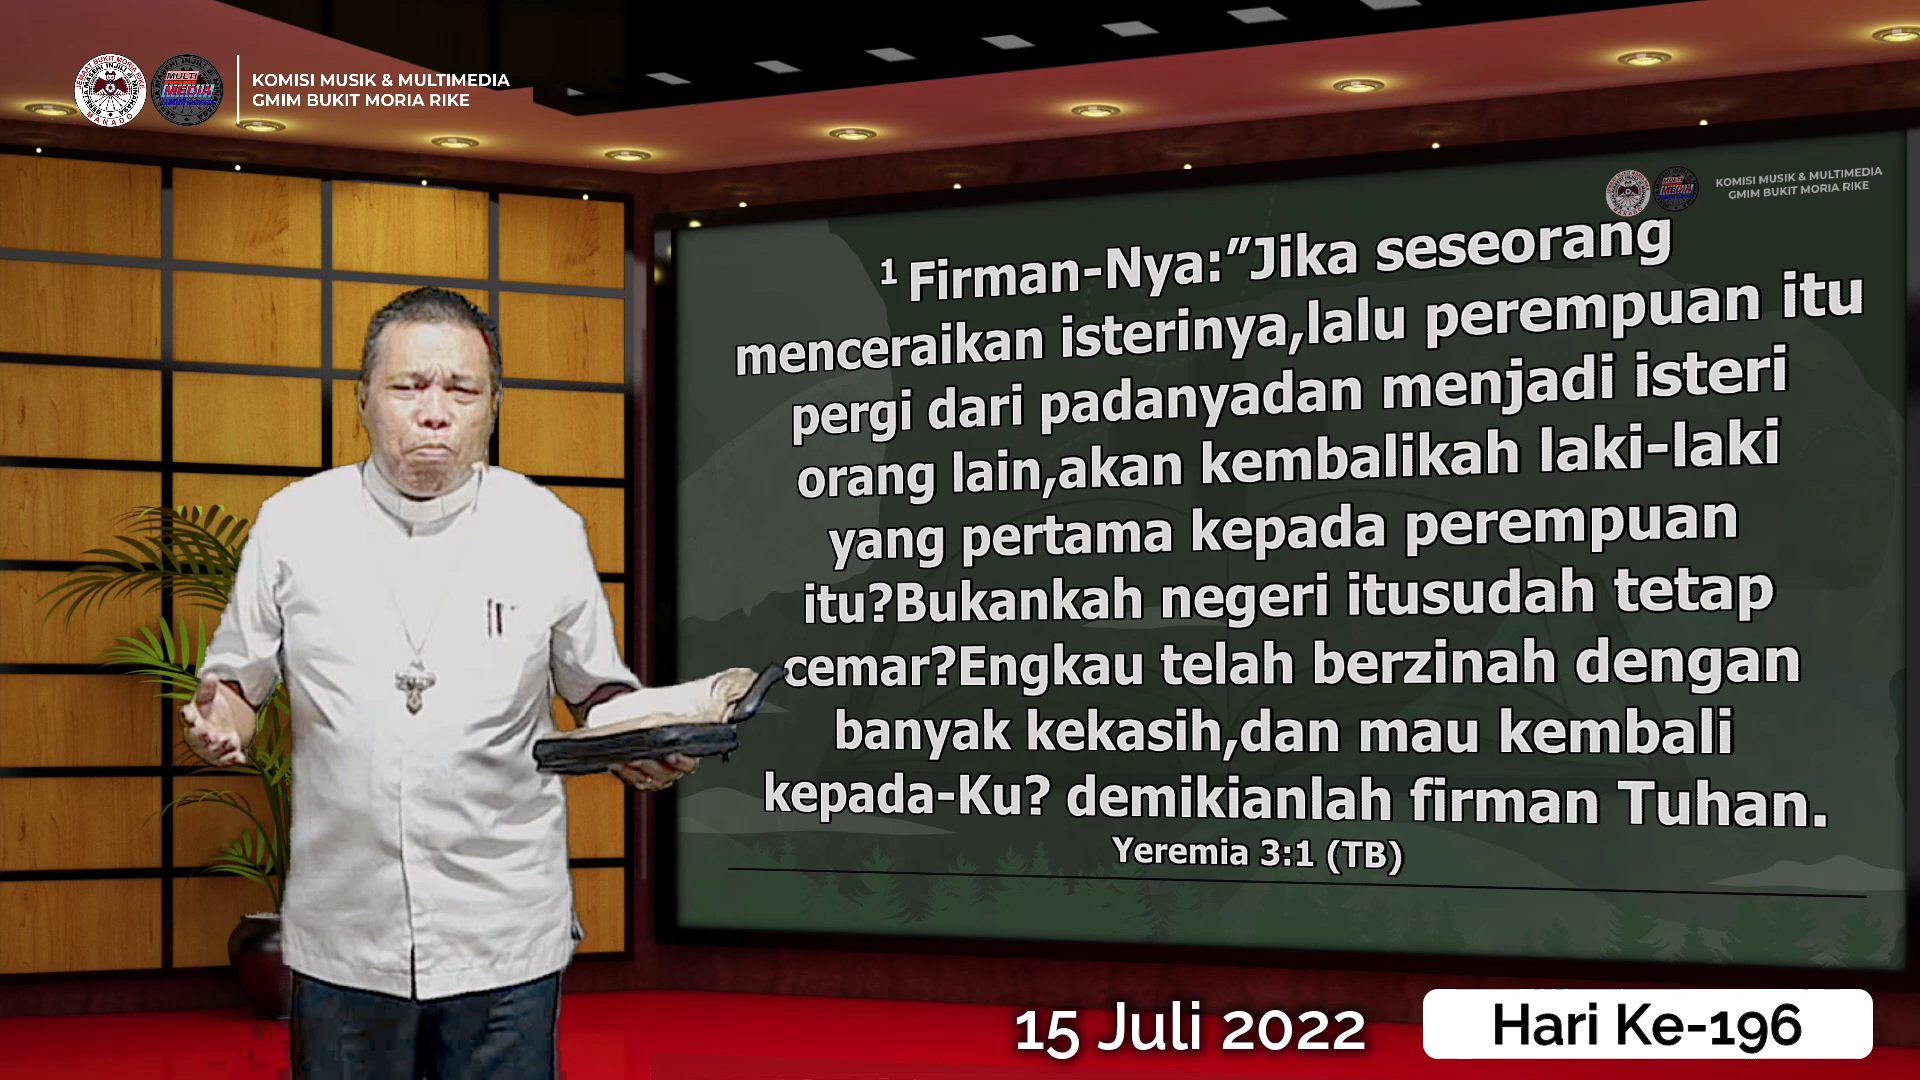 KOMISI MUSIK & MULTIMEDIA
GMIM BUKIT MORIA RIKE
MULTI
MEDIA
MANADO
KOMISI MUSIK & MULTIMEDIA
GMIM BUKIT MORIA RIKE
1 Firman-Nya:”Jika seseorang
menceraikan isterinya,lalu perempuan itu
pergi dari padanyadan menjadi isteri
orang lain,akan kembalikah laki-laki
yang pertama kepada perempuan
itu?Bukankah negeri itusudah tetap
cemar?Engkau telah berzinah dengan
banyak kekasih,dan mau kembali
kepada-Ku? demikianlah firman Tuhan.
Yeremia 3:1 (TB)
15 Juli 2022
Hari Ke-196